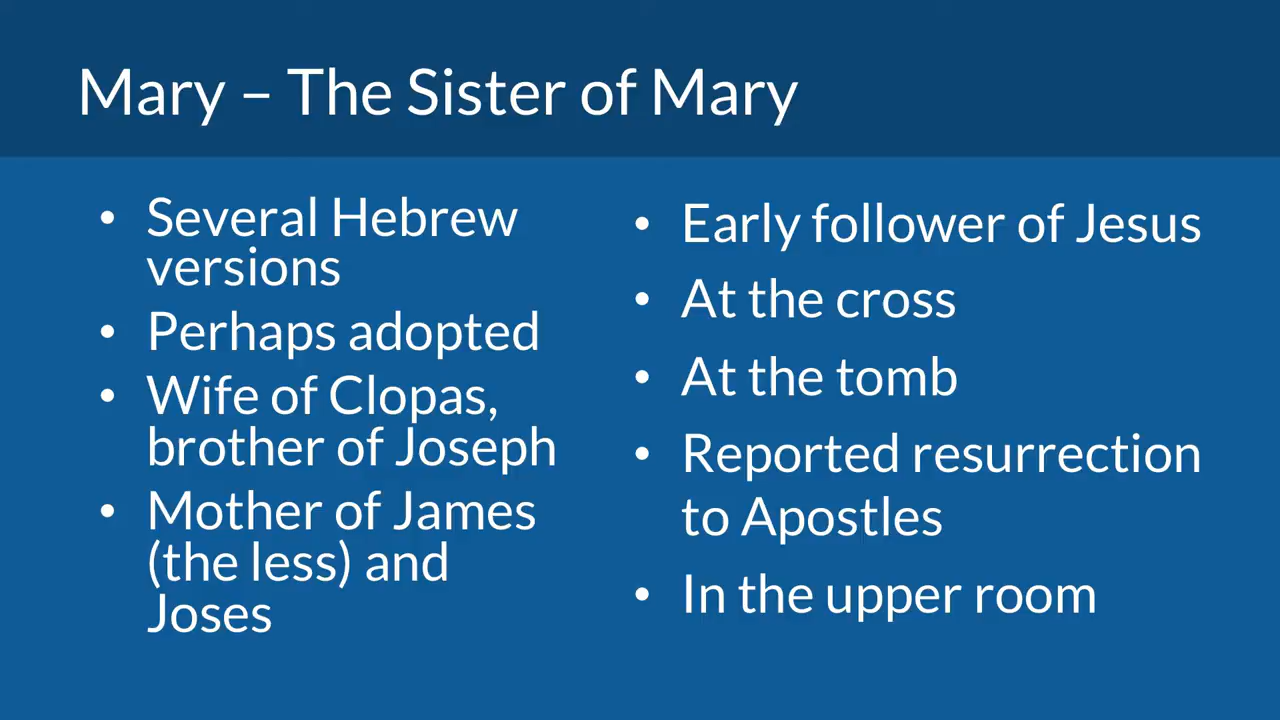 Mary – The Sister of Mary
• Several Hebrew
versions
• Perhaps adopted
• Wife of Clopas,
brother of Joseph
• Mother of James
(the less) and
Joses
• Early follower of Jesus
• At the cross
• At the tomb
• Reported resurrection
to Apostles
• In the upper room